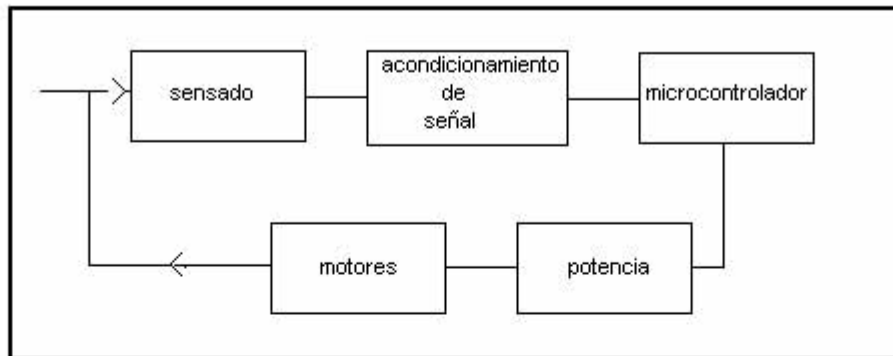 sensado
acondicionamiento
de
señal
microcontrolador
motores
potencia